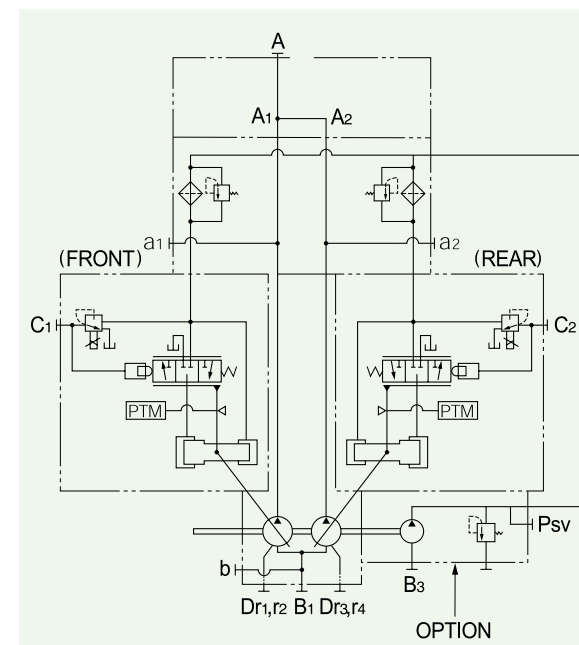 A
A1 A2
a1 a2
(FRONT) (REAR)
C1 C2
PTM PTM
Psv
b B3
Dr1,r2 B1 Dr3,r4
OPTION